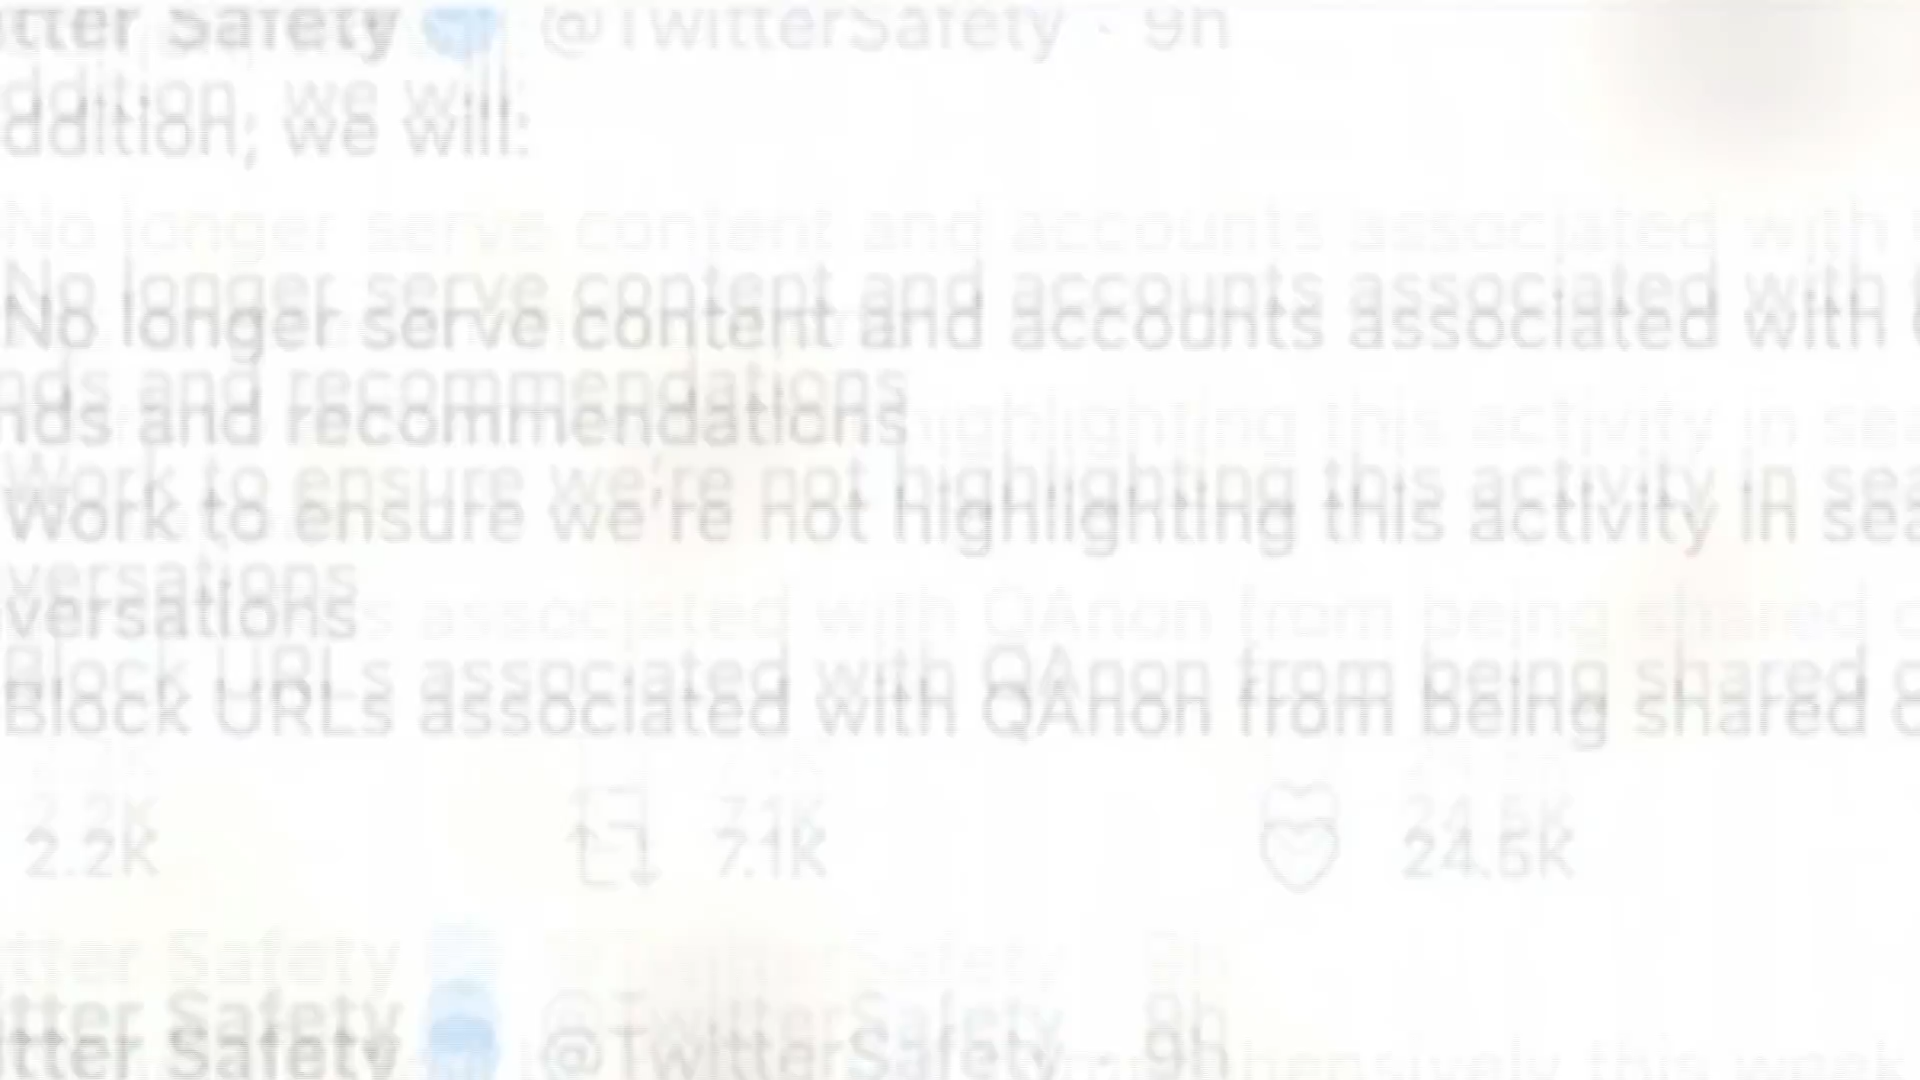 tter Safety @TwitterSafety · 9h
ddition, we will:
No longer serve content and accounts associated with
nds and recommendations
Work to ensure we're not highlighting this activity in sea
versations
Block URLs associated with QAnon from being shared o
2.2K 7.1K 24.5K
tter Safety @TwitterSafety · 9h